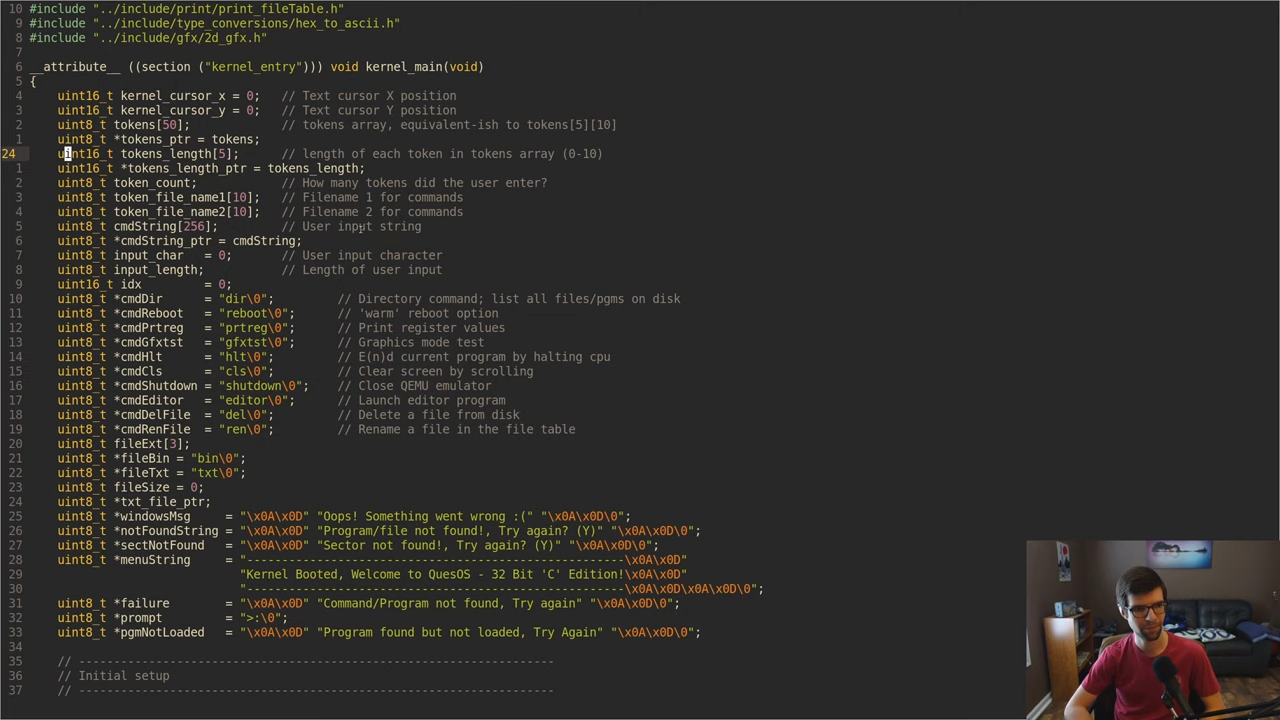 10 #include "../include/print/print_fileTable.h"
9 #include "../include/type_conversions/hex_to_ascii.h"
8 #include "../include/gfx/2d_gfx.h"
7
6 __attribute__ ((section ("kernel_entry"))) void kernel_main(void)
5 {
4     uint16_t kernel_cursor_x = 0;   // Text cursor X position
3     uint16_t kernel_cursor_y = 0;   // Text cursor Y position
2     uint8_t tokens[50];             // tokens array, equivalent-ish to tokens[5][10]
1     uint8_t *tokens_ptr = tokens;
24     uint16_t tokens_length[5];      // length of each token in tokens array (0-10)
1     uint16_t *tokens_length_ptr = tokens_length;
2     uint8_t token_count;            // How many tokens did the user enter?
3     uint8_t token_file_name1[10];   // Filename 1 for commands
4     uint8_t token_file_name2[10];   // Filename 2 for commands
5     uint8_t cmdString[256];         // User input string
6     uint8_t *cmdString_ptr = cmdString;
7     uint8_t input_char   = 0;       // User input character
8     uint8_t input_length;           // Length of user input
9     uint16_t idx         = 0;
10     uint8_t *cmdDir      = "dir\0";         // Directory command; list all files/pgms on disk
11     uint8_t *cmdReboot   = "reboot\0";      // 'warm' reboot option
12     uint8_t *cmdPrtreg   = "prtreg\0";      // Print register values
13     uint8_t *cmdGfxtst   = "gfxtst\0";      // Graphics mode test
14     uint8_t *cmdHlt      = "hlt\0";         // E(n)d current program by halting cpu
15     uint8_t *cmdCls      = "cls\0";         // Clear screen by scrolling
16     uint8_t *cmdShutdown = "shutdown\0";    // Close QEMU emulator
17     uint8_t *cmdEditor   = "editor\0";      // Launch editor program
18     uint8_t *cmdDelFile  = "del\0";         // Delete a file from disk
19     uint8_t *cmdRenFile  = "ren\0";         // Rename a file in the file table
20     uint8_t fileExt[3];
21     uint8_t *fileBin = "bin\0";
22     uint8_t *fileTxt = "txt\0";
23     uint8_t fileSize = 0;
24     uint8_t *txt_file_ptr;
25     uint8_t *windowsMsg     = "\x0A\x0D" "Oops! Something went wrong :(" "\x0A\x0D\0";
26     uint8_t *notFoundString = "\x0A\x0D" "Program/file not found!, Try again? (Y)" "\x0A\x0D\0";
27     uint8_t *sectNotFound   = "\x0A\x0D" "Sector not found!, Try again? (Y)" "\x0A\x0D\0";
28     uint8_t *menuString     = "------------------------------------------------------\x0A\x0D"
29                               "Kernel Booted, Welcome to QuesOS - 32 Bit 'C' Edition!\x0A\x0D"
30                               "------------------------------------------------------\x0A\x0D\x0A\x0D\0";
31     uint8_t *failure        = "\x0A\x0D" "Command/Program not found, Try again" "\x0A\x0D\0";
32     uint8_t *prompt         = ">:\0";
33     uint8_t *pgmNotLoaded   = "\x0A\x0D" "Program found but not loaded, Try Again" "\x0A\x0D\0";
34
35     // --------------------------------------------------------------------
36     // Initial setup
37     // --------------------------------------------------------------------